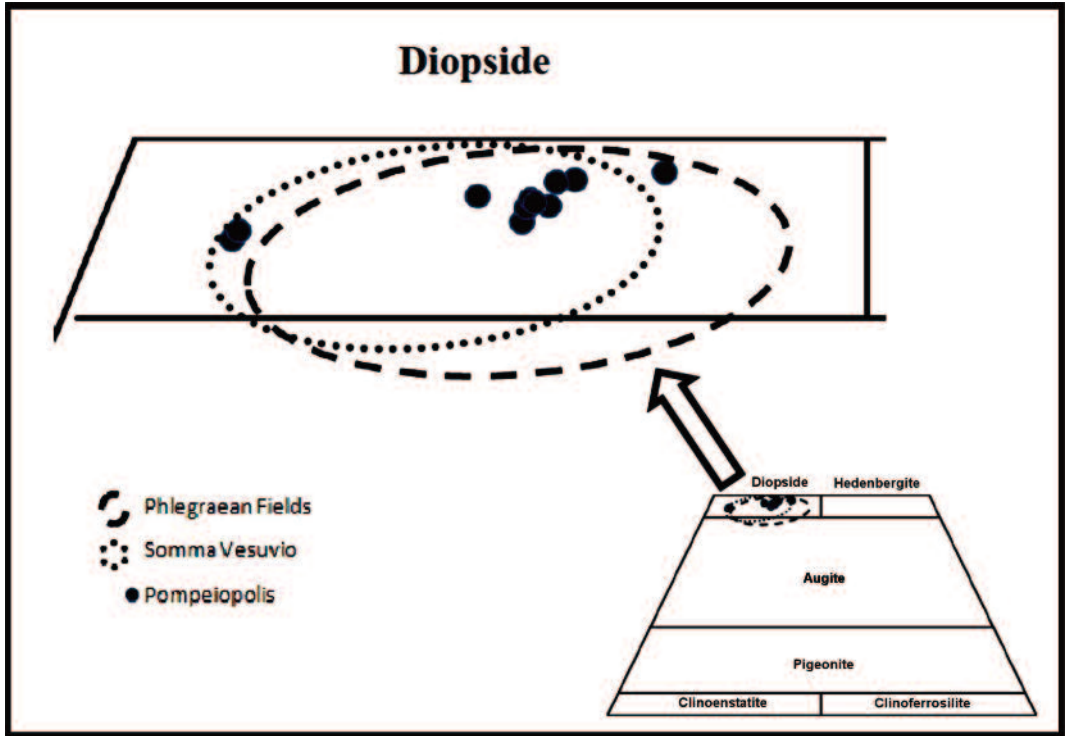 Diopside
Phlegraean Fields
Somma Vesuvio
Pompeiopolis
Diopside Hedenbergite
Augite
Pigeonite
Clinoenstatite Clinoferrosilite